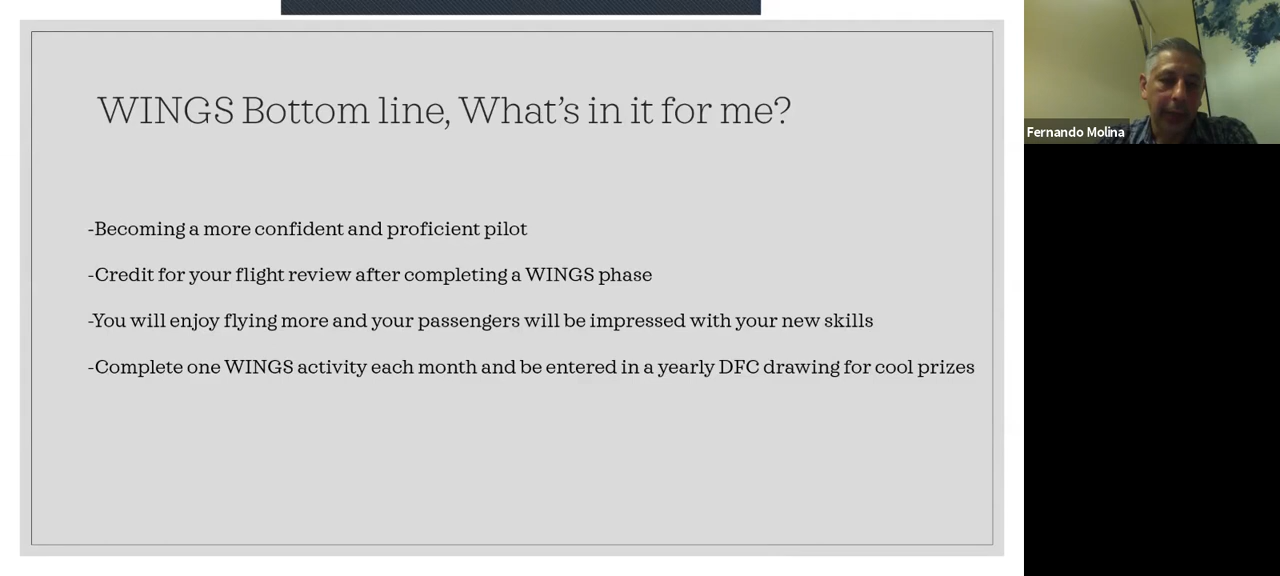 WINGS Bottom line, What’s in it for me?
-Becoming a more confident and proficient pilot
-Credit for your flight review after completing a WINGS phase
-You will enjoy flying more and your passengers will be impressed with your new skills
-Complete one WINGS activity each month and be entered in a yearly DFC drawing for cool prizes
Fernando Molina